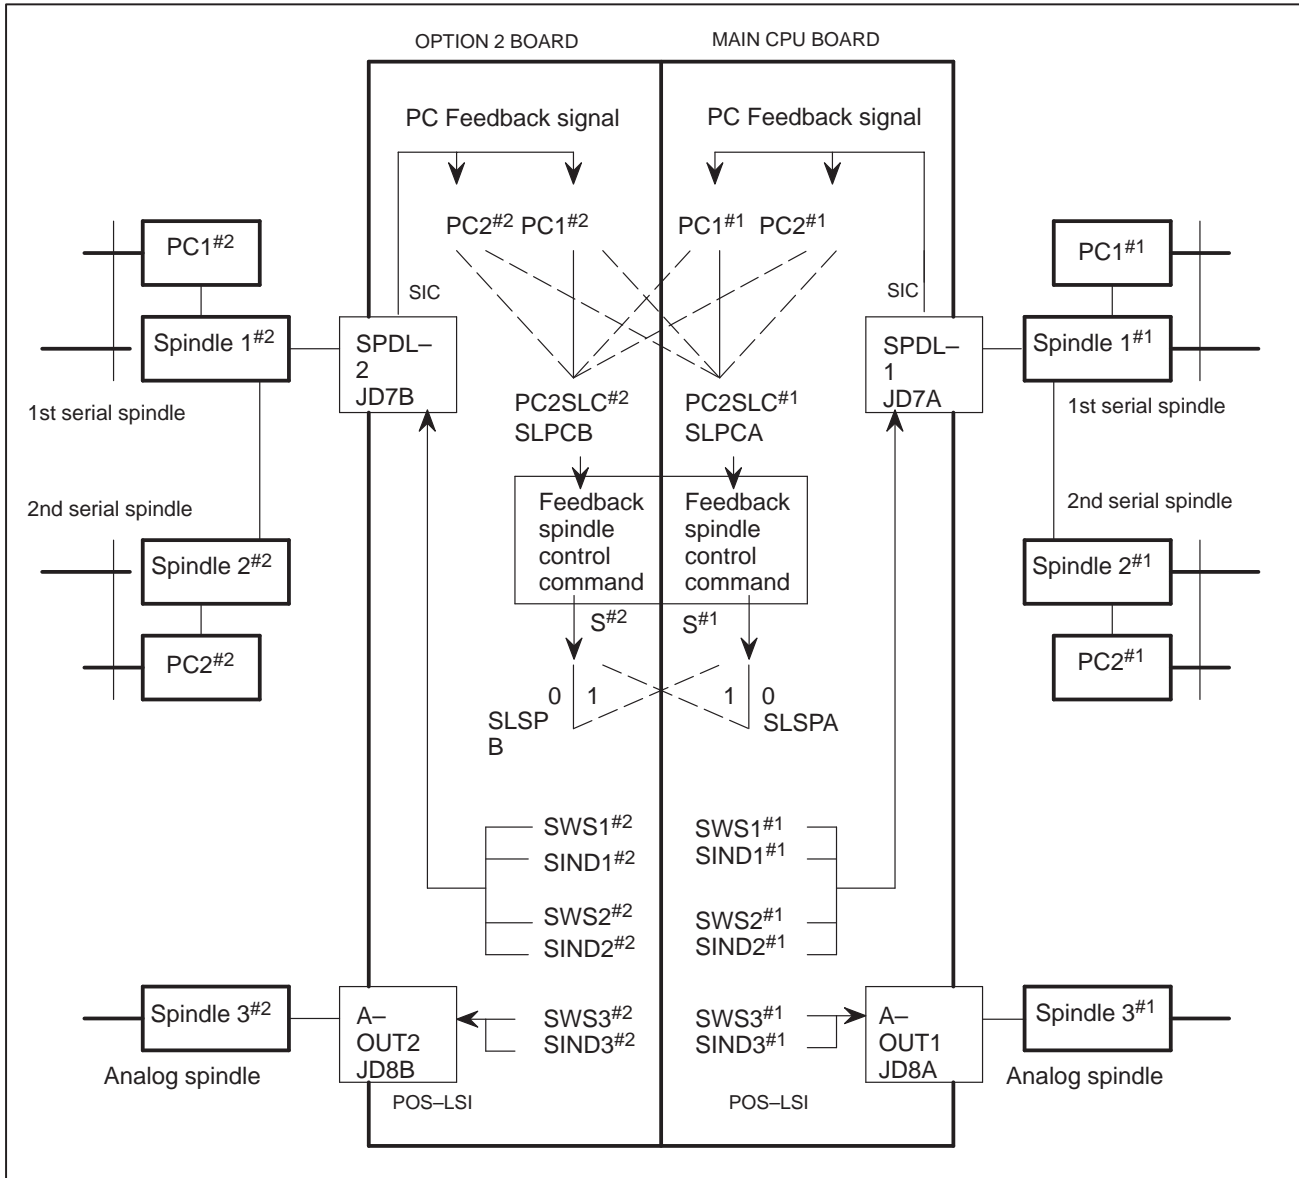 OPTION 2 BOARD
MAIN CPU BOARD
PC Feedback signal
PC Feedback signal
PC2#2 PC1#2
PC1#1 PC2#1
PC1#2
PC1#1
SIC
SIC
Spindle 1#2
SPDL–
2
JD7B
SPDL–
1
JD7A
Spindle 1#1
1st serial spindle
1st serial spindle
PC2SLC#2
SLPCB
PC2SLC#1
SLPCA
2nd serial spindle
2nd serial spindle
Feedback
spindle
control
command
Feedback
spindle
control
command
Spindle 2#2
Spindle 2#1
S#2
S#1
PC2#2
PC2#1
0
1
1
0
SLSP
B
SLSPA
SWS1#2
SIND1#2
SWS2#2
SIND2#2
SWS1#1
SIND1#1
SWS2#1
SIND2#1
Spindle 3#2
A–
OUT2
JD8B
SWS3#2
SIND3#2
SWS3#1
SIND3#1
A–
OUT1
JD8A
Spindle 3#1
Analog spindle
Analog spindle
POS–LSI
POS–LSI